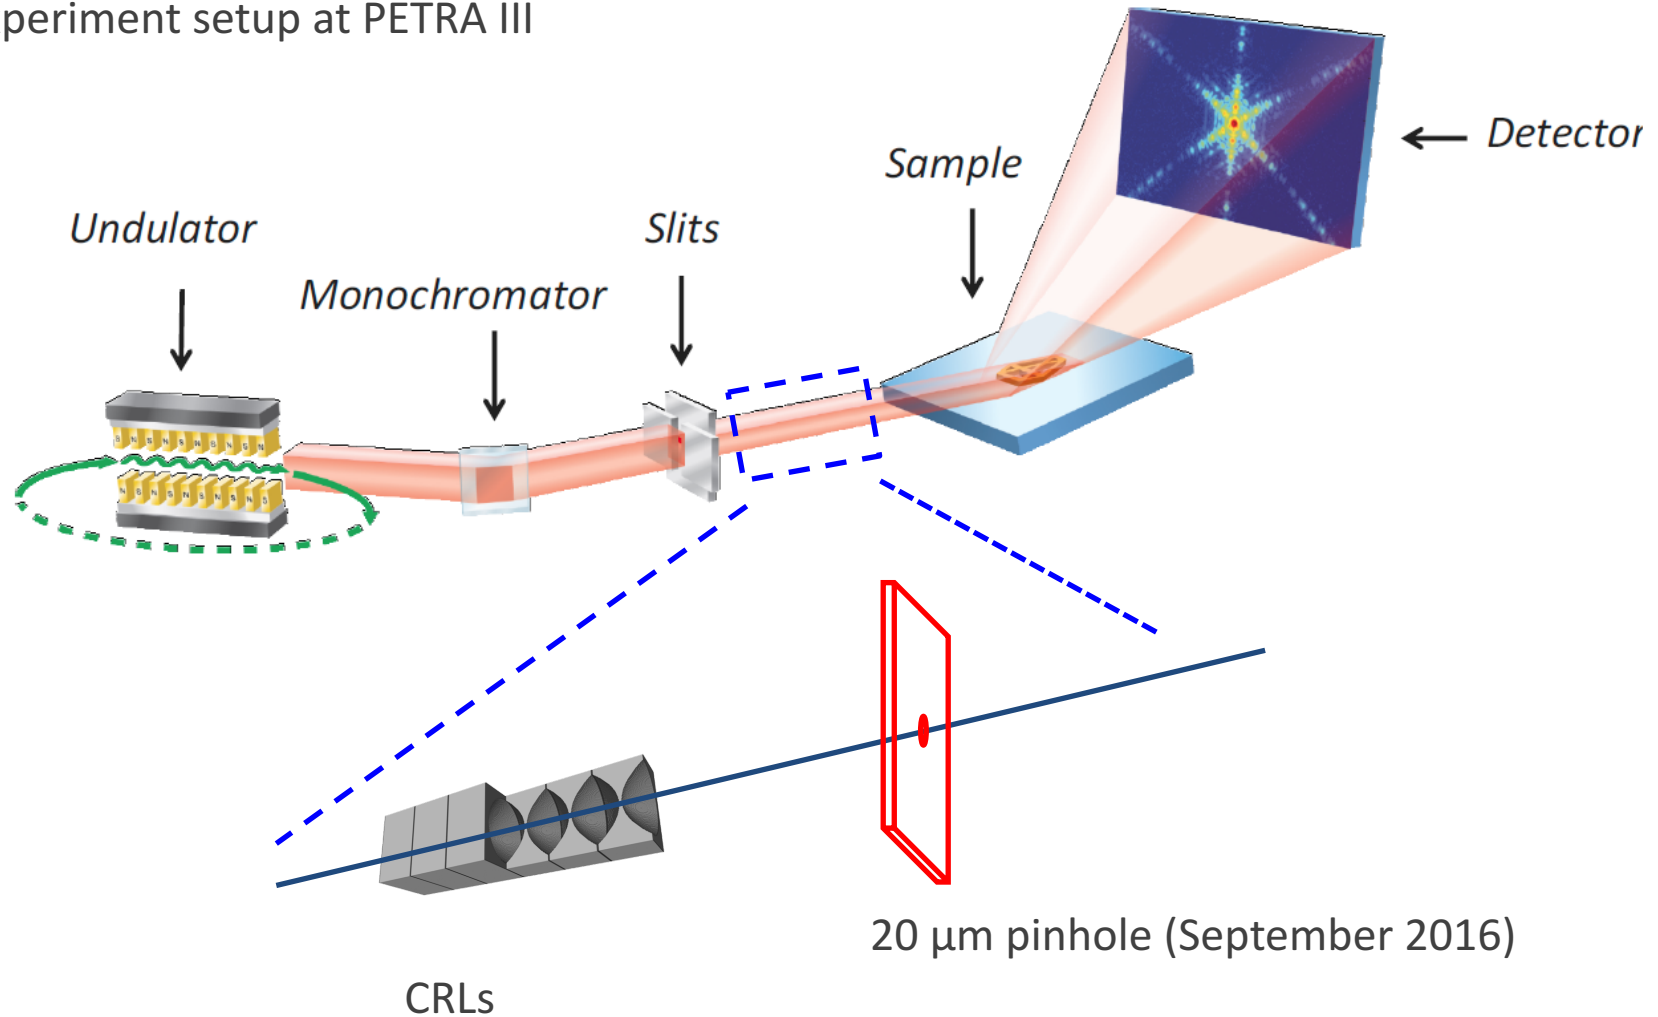 periment setup at PETRA III
Detector
Sample
Undulator
Slits
Monochromator
S N S N S N S N S N
N S N S N S N S N S
20 µm pinhole (September 2016)
CRLs